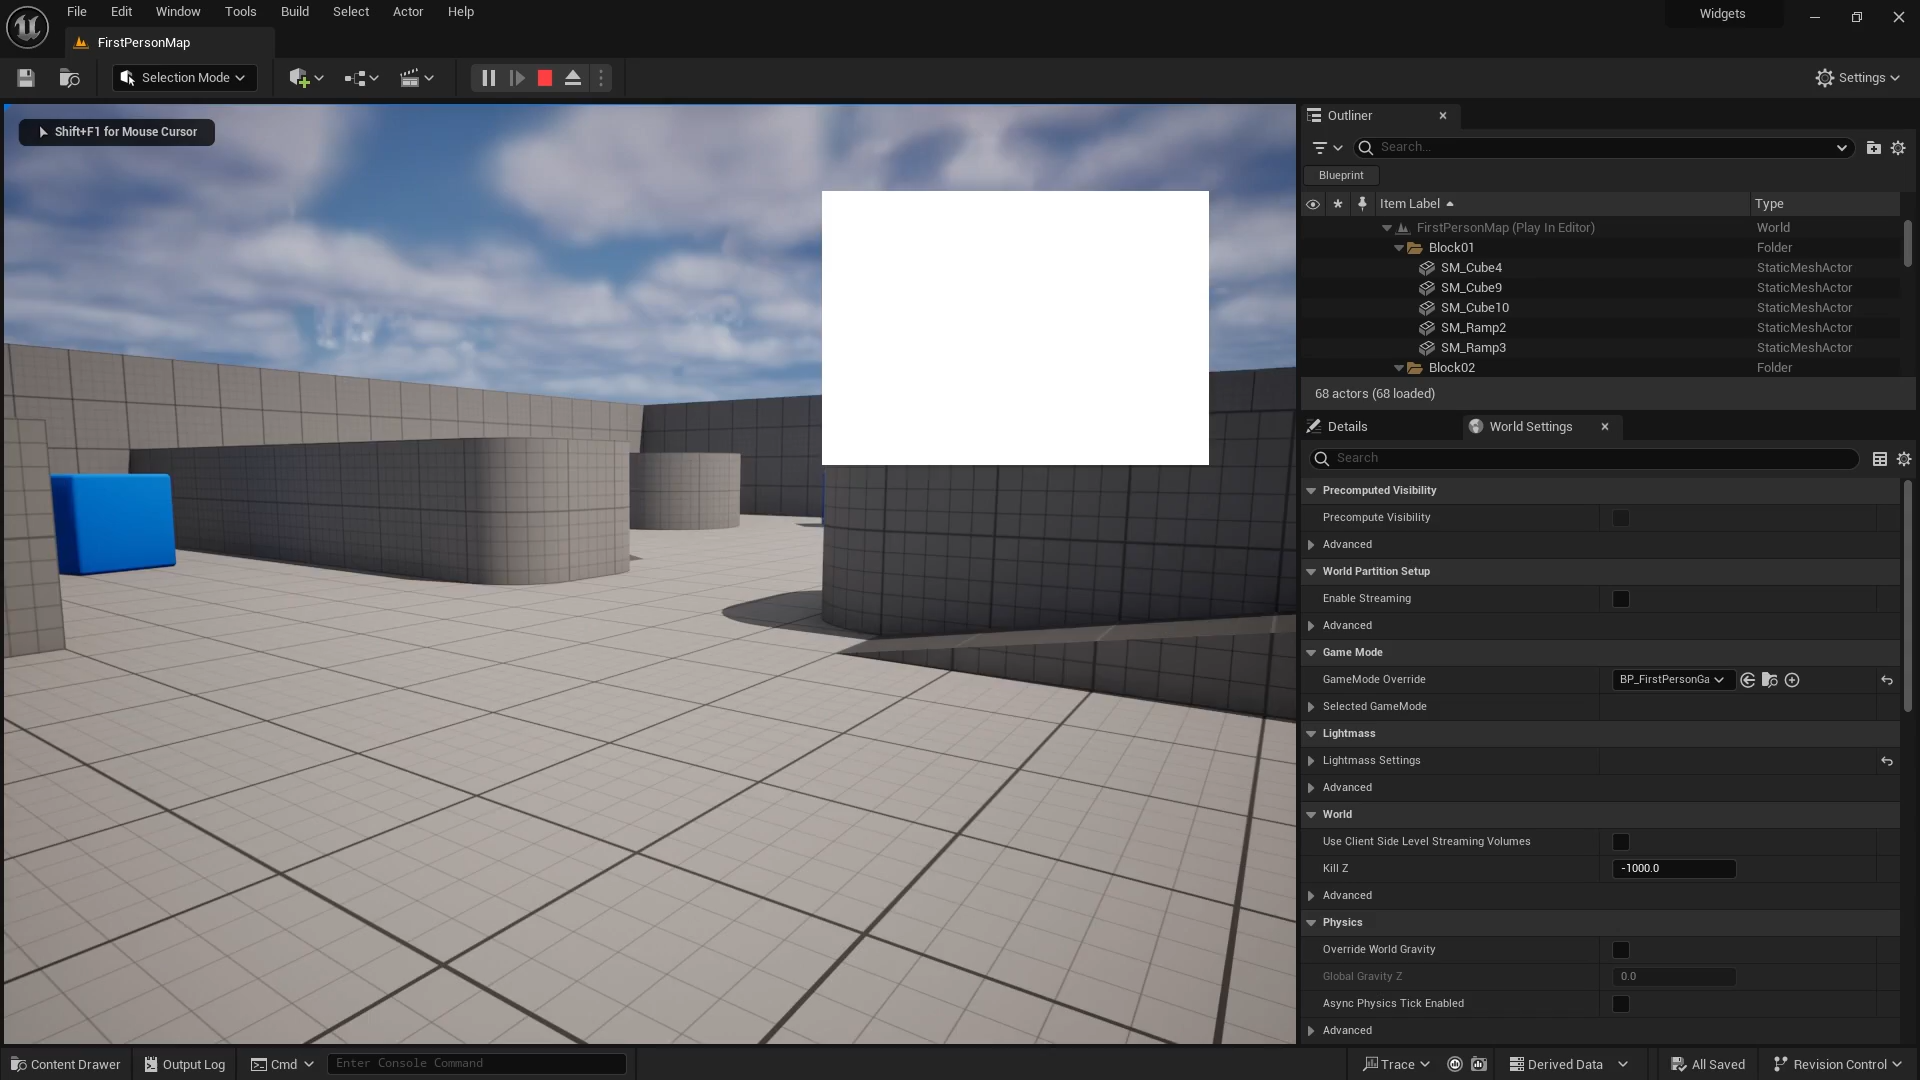 File Edit Window Tools Build Select Actor Help
Widgets
FirstPersonMap
Selection Mode
Settings
Shift+F1 for Mouse Cursor
Outliner
Search...
Blueprint
Item Label Type
FirstPersonMap (Play In Editor) World
Block01 Folder
SM_Cube4 StaticMeshActor
SM_Cube9 StaticMeshActor
SM_Cube10 StaticMeshActor
SM_Ramp2 StaticMeshActor
SM_Ramp3 StaticMeshActor
Block02 Folder
68 actors (68 loaded)
Details World Settings
Search
Precomputed Visibility
Precompute Visibility
Advanced
World Partition Setup
Enable Streaming
Advanced
Game Mode
GameMode Override BP_FirstPersonGa
Selected GameMode
Lightmass
Lightmass Settings
Advanced
World
Use Client Side Level Streaming Volumes
Kill Z -1000.0
Advanced
Physics
Override World Gravity
Global Gravity Z 0.0
Async Physics Tick Enabled
Advanced
Content Drawer Output Log Cmd Enter Console Command Trace Derived Data All Saved Revision Control